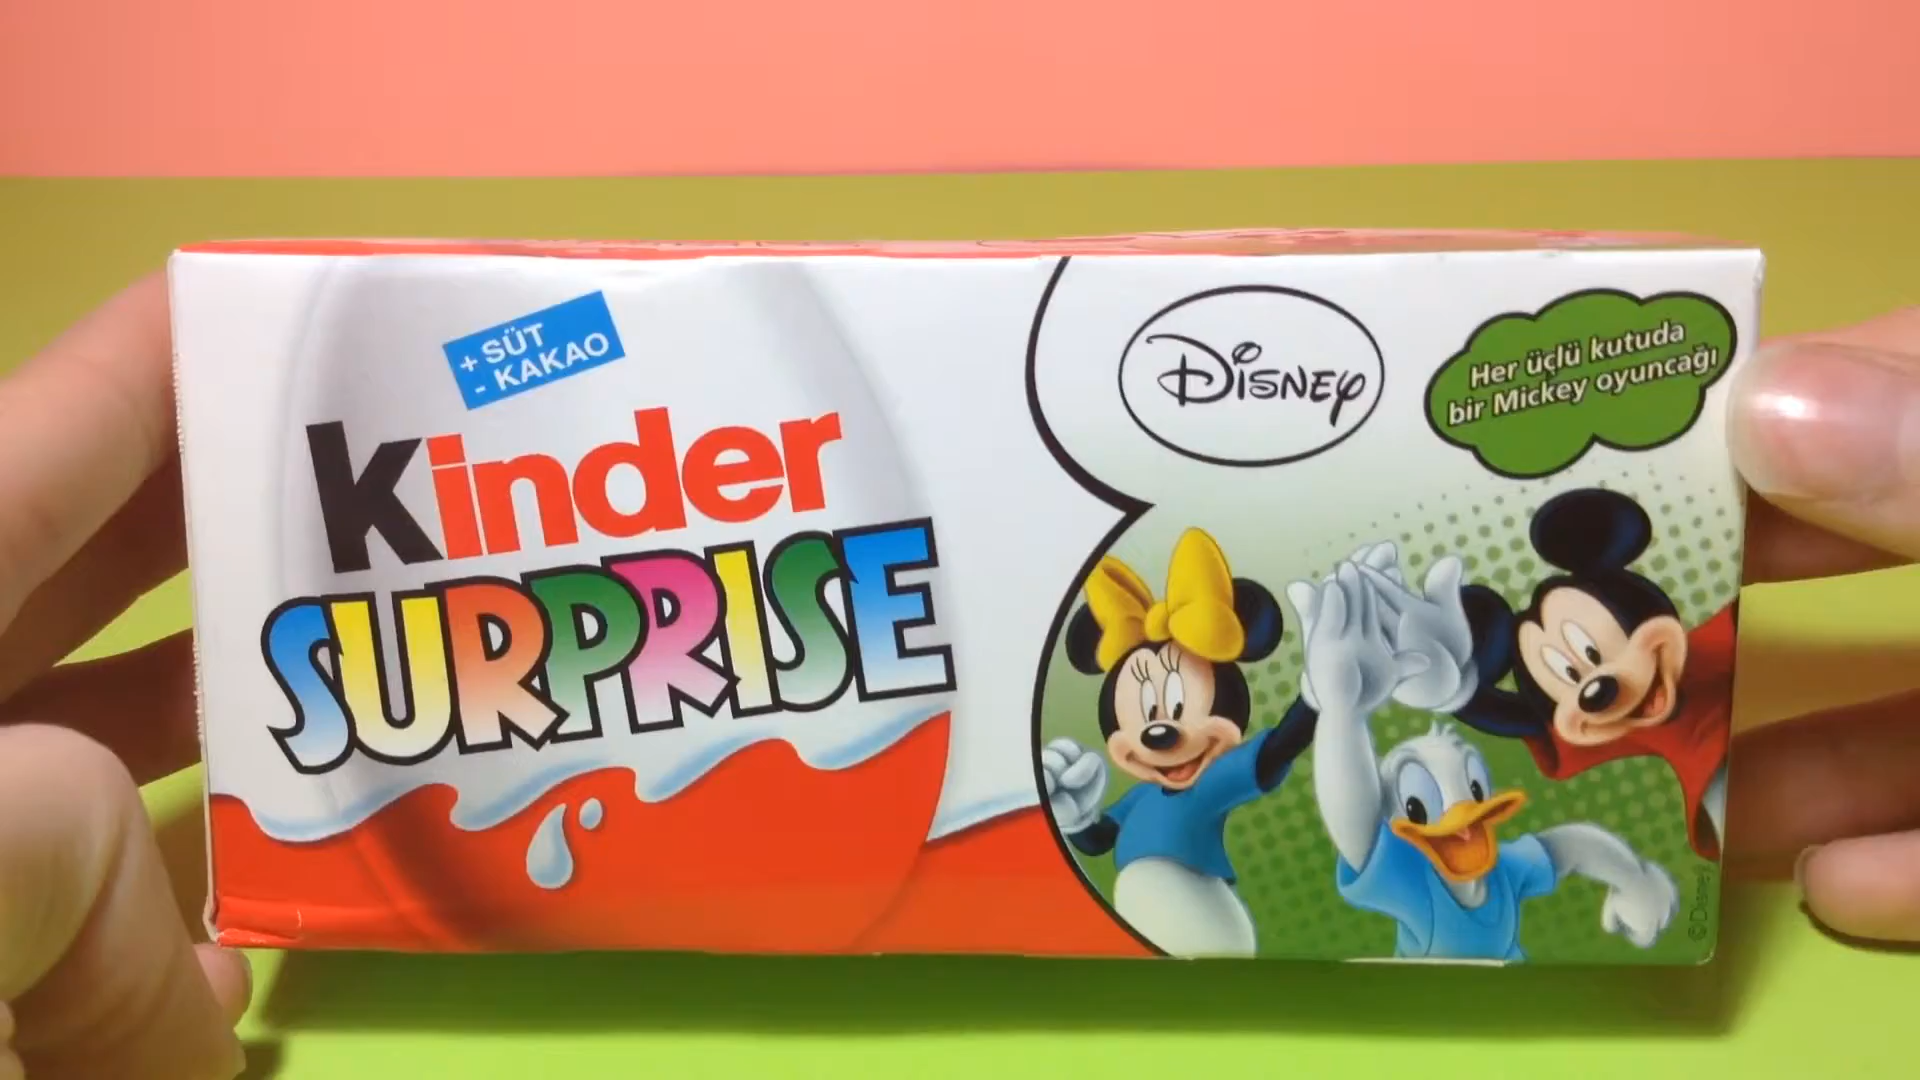 + SÜT
- KAKAO
Kinder
SURPRISE
Disney
Her üçlü kutuda
bir Mickey oyuncağı
©Disney